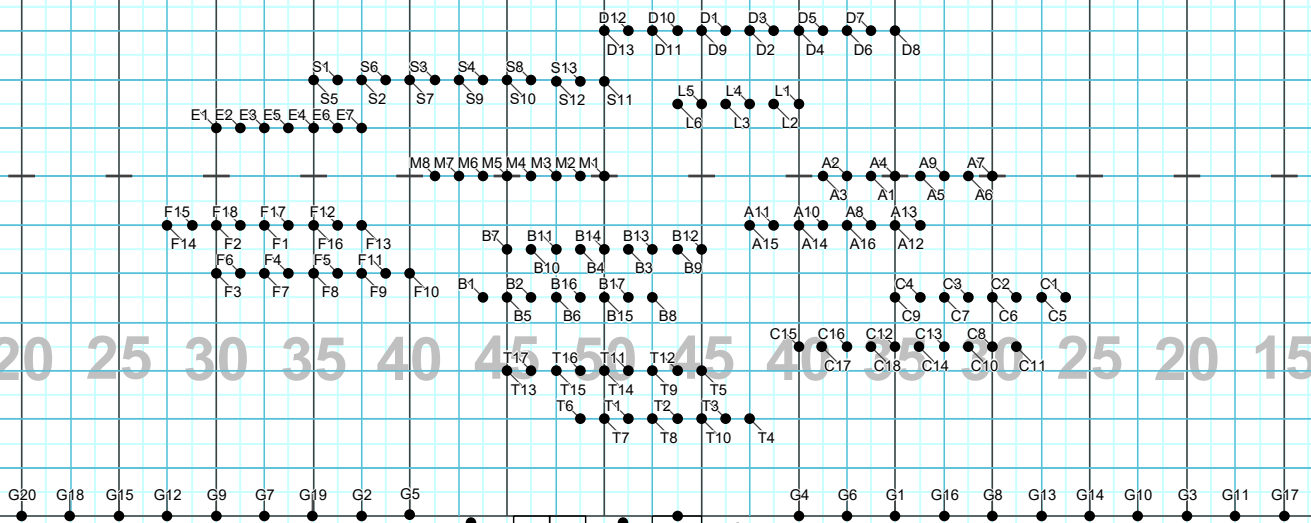 D12 D10 D1 D3 D5 D7
D13 D11 D9 D2 D4 D6 D8
S1 S6 S3 S4 S8 S13
S5 S2 S7 S9 S10 S12 S11
L5 L4 L1
L6 L3 L2
E1 E2 E3 E5 E4 E6 E7
M8 M7 M6 M5 M4 M3 M2 M1
A2 A4 A9 A7
A3 A1 A5 A6
F15 F18 F17 F12
F14 F2 F1 F16 F13
A11 A10 A8 A13
A15 A14 A16 A12
B7 B11 B14 B13 B12
B10 B4 B3 B9
F6 F4 F5 F11
F3 F7 F8 F9 F10
B1 B2 B16 B17
B5 B6 B15 B8
C4 C3 C2 C1
C9 C7 C6 C5
C15 C16 C12 C13 C8
C17 C18 C14 C10 C11
20 25 30 35 40 45 50 45 40 35 30 25 20 15
T17 T16 T11 T12
T13 T15 T14 T9 T5
T6 T1 T2 T3
T7 T8 T10 T4
G20 G18 G15 G12 G9 G7 G19 G2 G5 G4 G6 G1 G16 G8 G13 G14 G10 G3 G11 G17